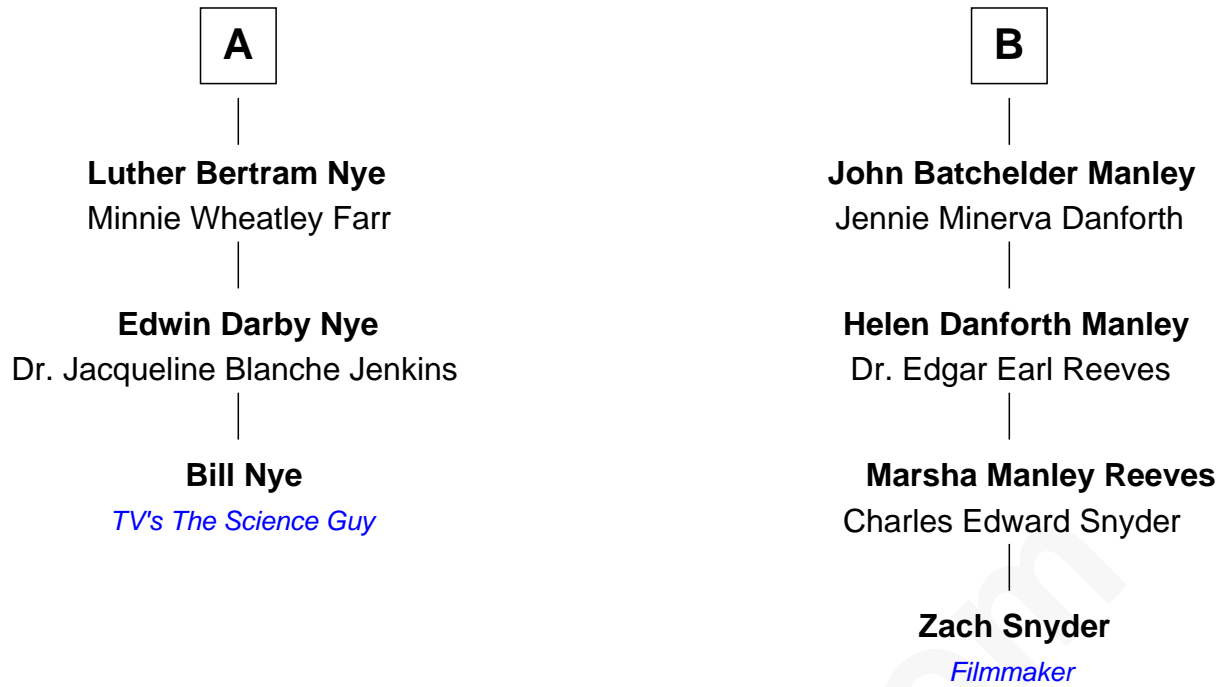 A
Luther Bertram Nye
Minnie Wheatley Farr
Edwin Darby Nye
Dr. Jacqueline Blanche Jenkins
Bill Nye
TV's The Science Guy
B
John Batchelder Manley
Jennie Minerva Danforth
Helen Danforth Manley
Dr. Edgar Earl Reeves
Marsha Manley Reeves
Charles Edward Snyder
Zach Snyder
Filmmaker